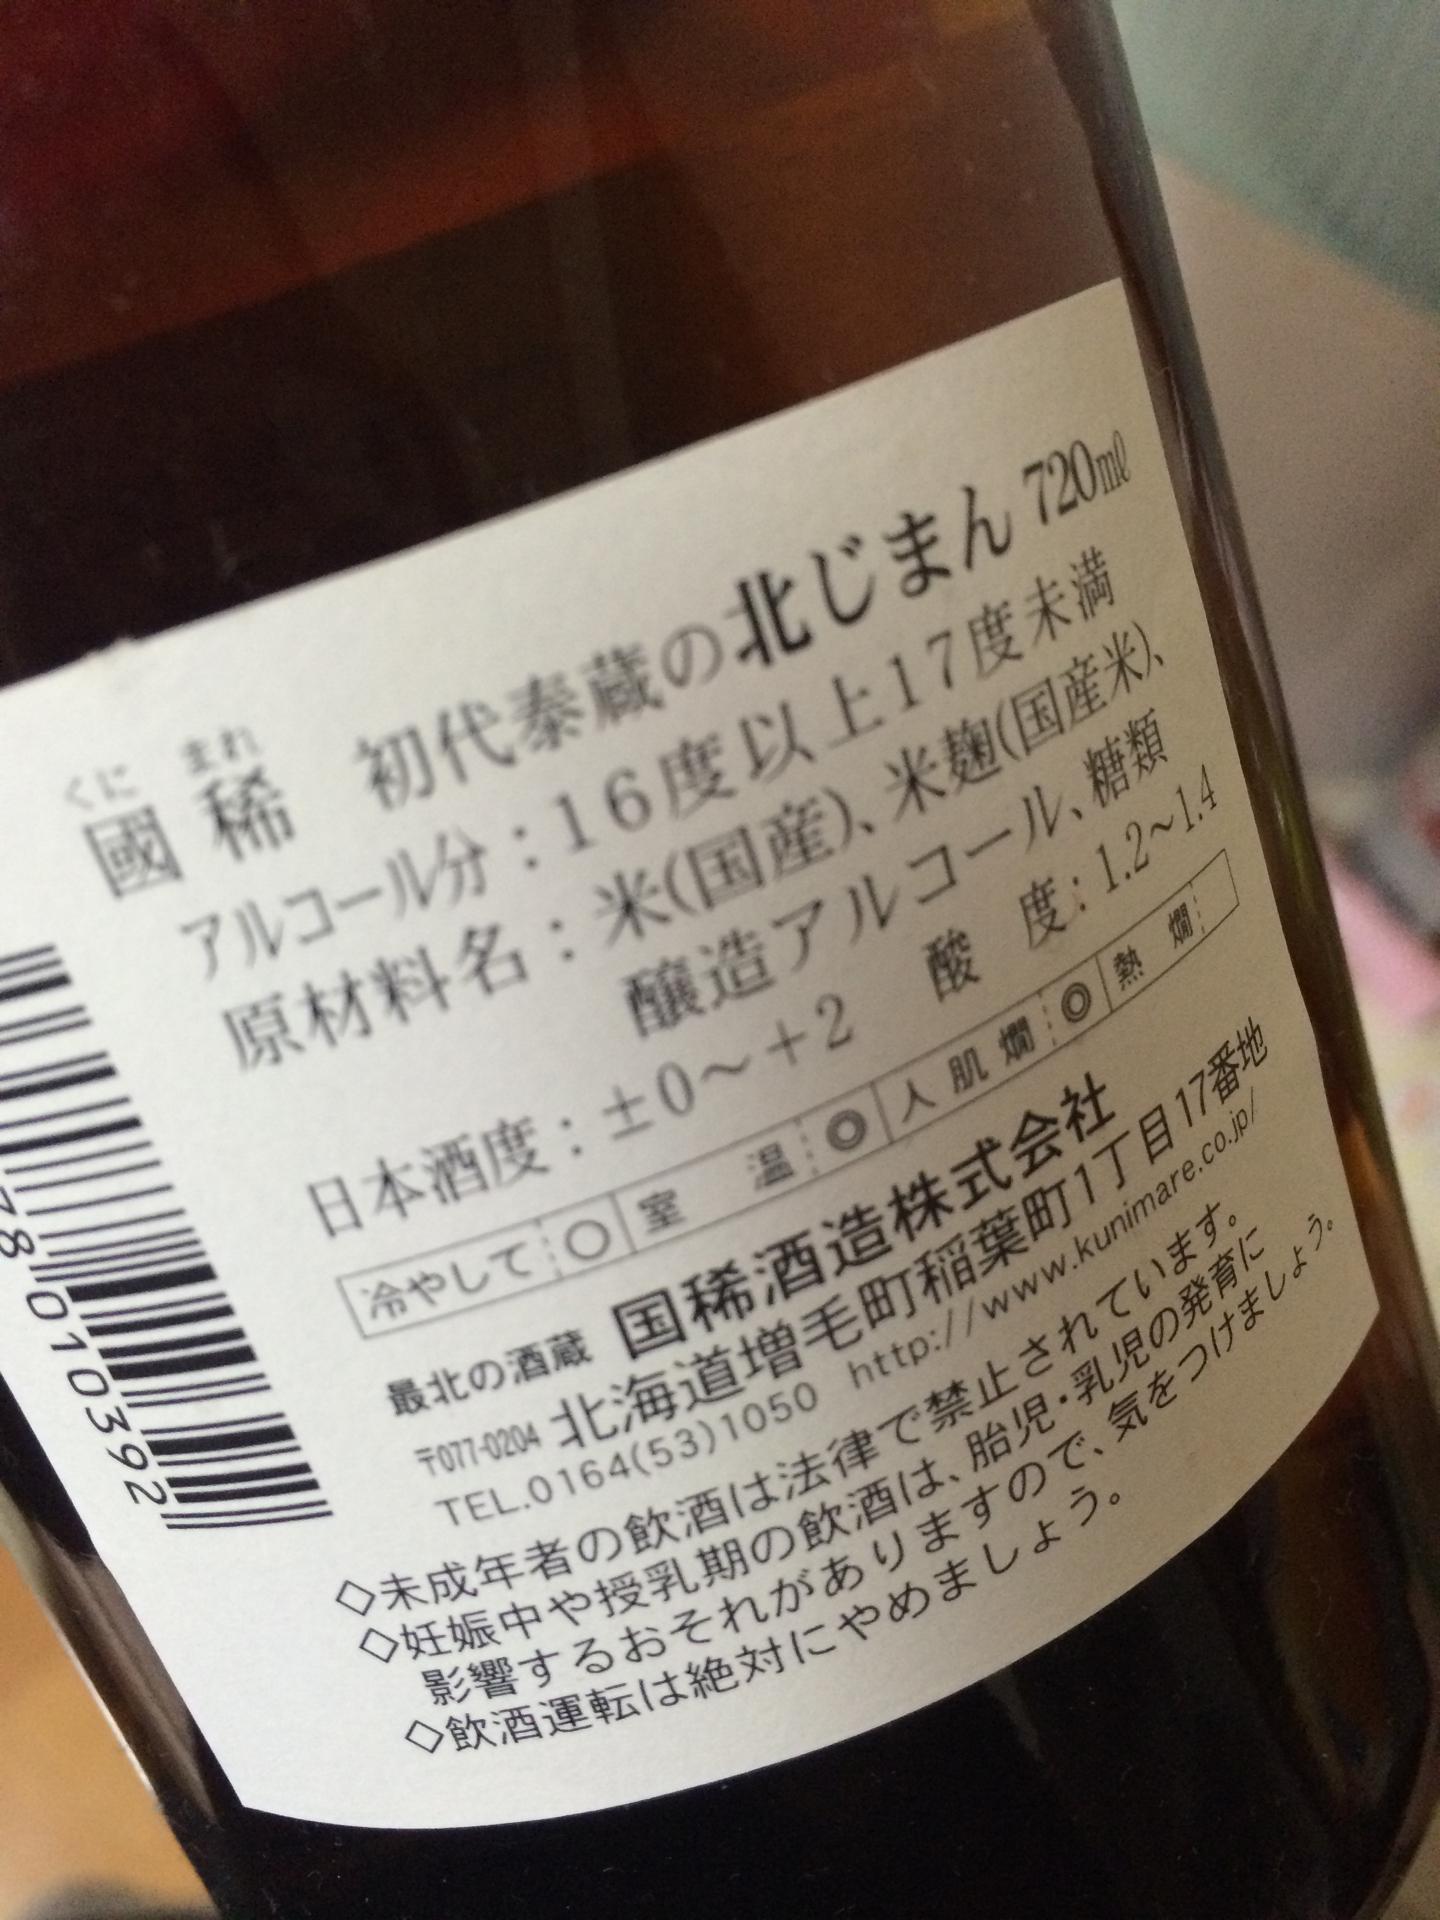 くに まれ
國 稀 初代泰蔵の北じまん 720㎖
アルコール分：16度以上17度未満
原材料名：米(国産)、米麹(国産米)、
醸造アルコール、糖類
日本酒度：±0～＋2 酸 度：1.2～1.4
冷やして ○ 室 温 ◎ 人肌燗 ◎ 熱 燗
最北の酒蔵 国稀酒造株式会社
〒077-0204 北海道増毛町稲葉町1丁目17番地
TEL.0164(53)1050 http://www.kunimare.co.jp/
◇未成年者の飲酒は法律で禁止されています。
◇妊娠中や授乳期の飲酒は、胎児・乳児の発育に
影響するおそれがありますので、気をつけましょう。
◇飲酒運転は絶対にやめましょう。
78 010392